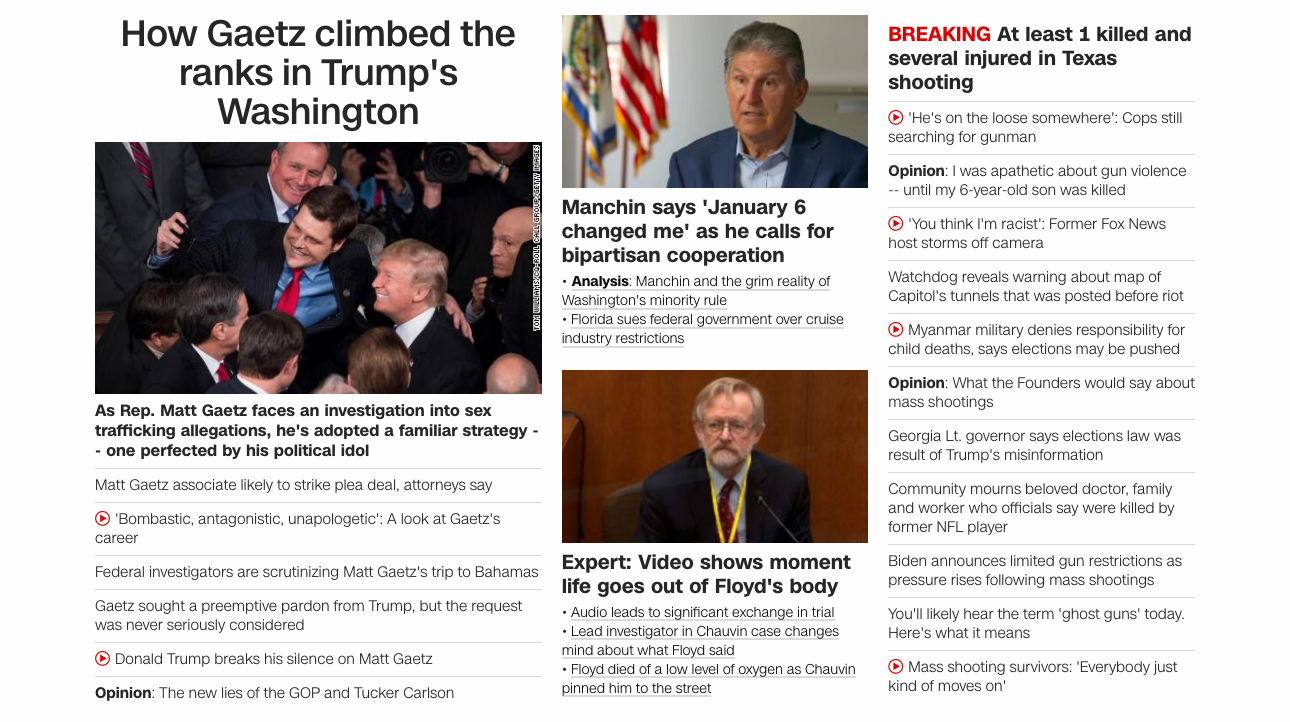 How Gaetz climbed the
ranks in Trump's
Washington
TOM WILLIAMS/CQ-ROLL CALL GROUP/GETTY IMAGES
As Rep. Matt Gaetz faces an investigation into sex
trafficking allegations, he's adopted a familiar strategy -
- one perfected by his political idol
Matt Gaetz associate likely to strike plea deal, attorneys say
'Bombastic, antagonistic, unapologetic': A look at Gaetz's
career
Federal investigators are scrutinizing Matt Gaetz's trip to Bahamas
Gaetz sought a preemptive pardon from Trump, but the request
was never seriously considered
Donald Trump breaks his silence on Matt Gaetz
Opinion: The new lies of the GOP and Tucker Carlson
Manchin says 'January 6
changed me' as he calls for
bipartisan cooperation
• Analysis: Manchin and the grim reality of
Washington's minority rule
• Florida sues federal government over cruise
industry restrictions
Expert: Video shows moment
life goes out of Floyd's body
• Audio leads to significant exchange in trial
• Lead investigator in Chauvin case changes
mind about what Floyd said
• Floyd died of a low level of oxygen as Chauvin
pinned him to the street
BREAKING At least 1 killed and
several injured in Texas
shooting
'He's on the loose somewhere': Cops still
searching for gunman
Opinion: I was apathetic about gun violence
-- until my 6-year-old son was killed
'You think I'm racist': Former Fox News
host storms off camera
Watchdog reveals warning about map of
Capitol's tunnels that was posted before riot
Myanmar military denies responsibility for
child deaths, says elections may be pushed
Opinion: What the Founders would say about
mass shootings
Georgia Lt. governor says elections law was
result of Trump's misinformation
Community mourns beloved doctor, family
and worker who officials say were killed by
former NFL player
Biden announces limited gun restrictions as
pressure rises following mass shootings
You'll likely hear the term 'ghost guns' today.
Here's what it means
Mass shooting survivors: 'Everybody just
kind of moves on'